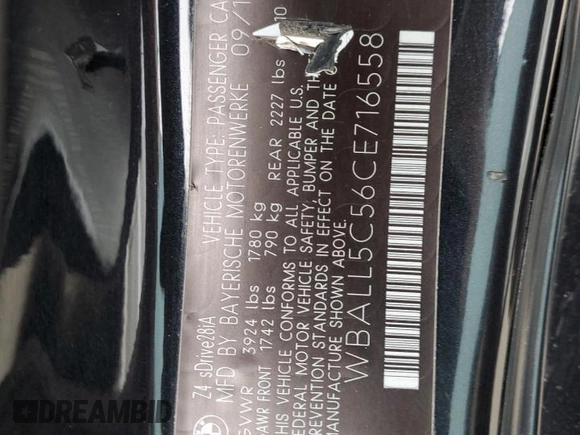 Z4 sDrive28iA
VEHICLE TYPE: PASSENGER CA
MFD BY BAYERISCHE MOTORENWERKE 09/1
GVWR 3924 lbs 1780 kg
GAWR FRONT 1742 lbs 790 kg REAR 2227 lbs 10
THIS VEHICLE CONFORMS TO ALL APPLICABLE U.S.
FEDERAL MOTOR VEHICLE SAFETY, BUMPER AND TH
PREVENTION STANDARDS IN EFFECT ON THE DATE O
MANUFACTURE SHOWN ABOVE.
WBALL5C56CE716558
DREAMBID